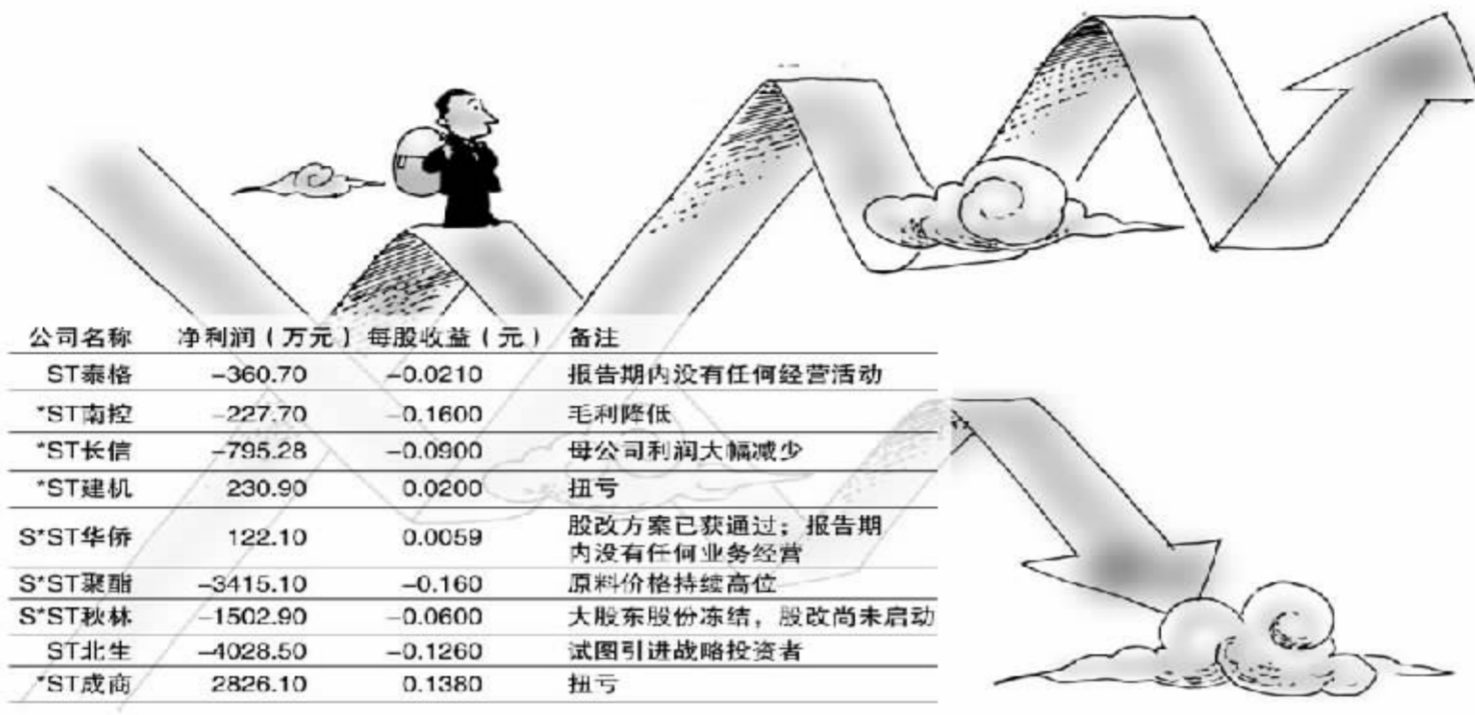 公司名称 净利润（万元） 每股收益（元） 备注
ST泰格 -360.70 -0.0210 报告期内没有任何经营活动
*ST南控 -227.70 -0.1600 毛利降低
*ST长信 -795.28 -0.0900 母公司利润大幅减少
*ST建机 230.90 0.0200 扭亏
S*ST华侨 122.10 0.0059 股改方案已获通过；报告期
内没有任何业务经营
S*ST聚酯 -3415.10 -0.160 原料价格持续高位
S*ST秋林 -1502.90 -0.0600 大股东股份冻结，股改尚未启动
ST北生 -4028.50 -0.1260 试图引进战略投资者
*ST成商 2826.10 0.1380 扭亏